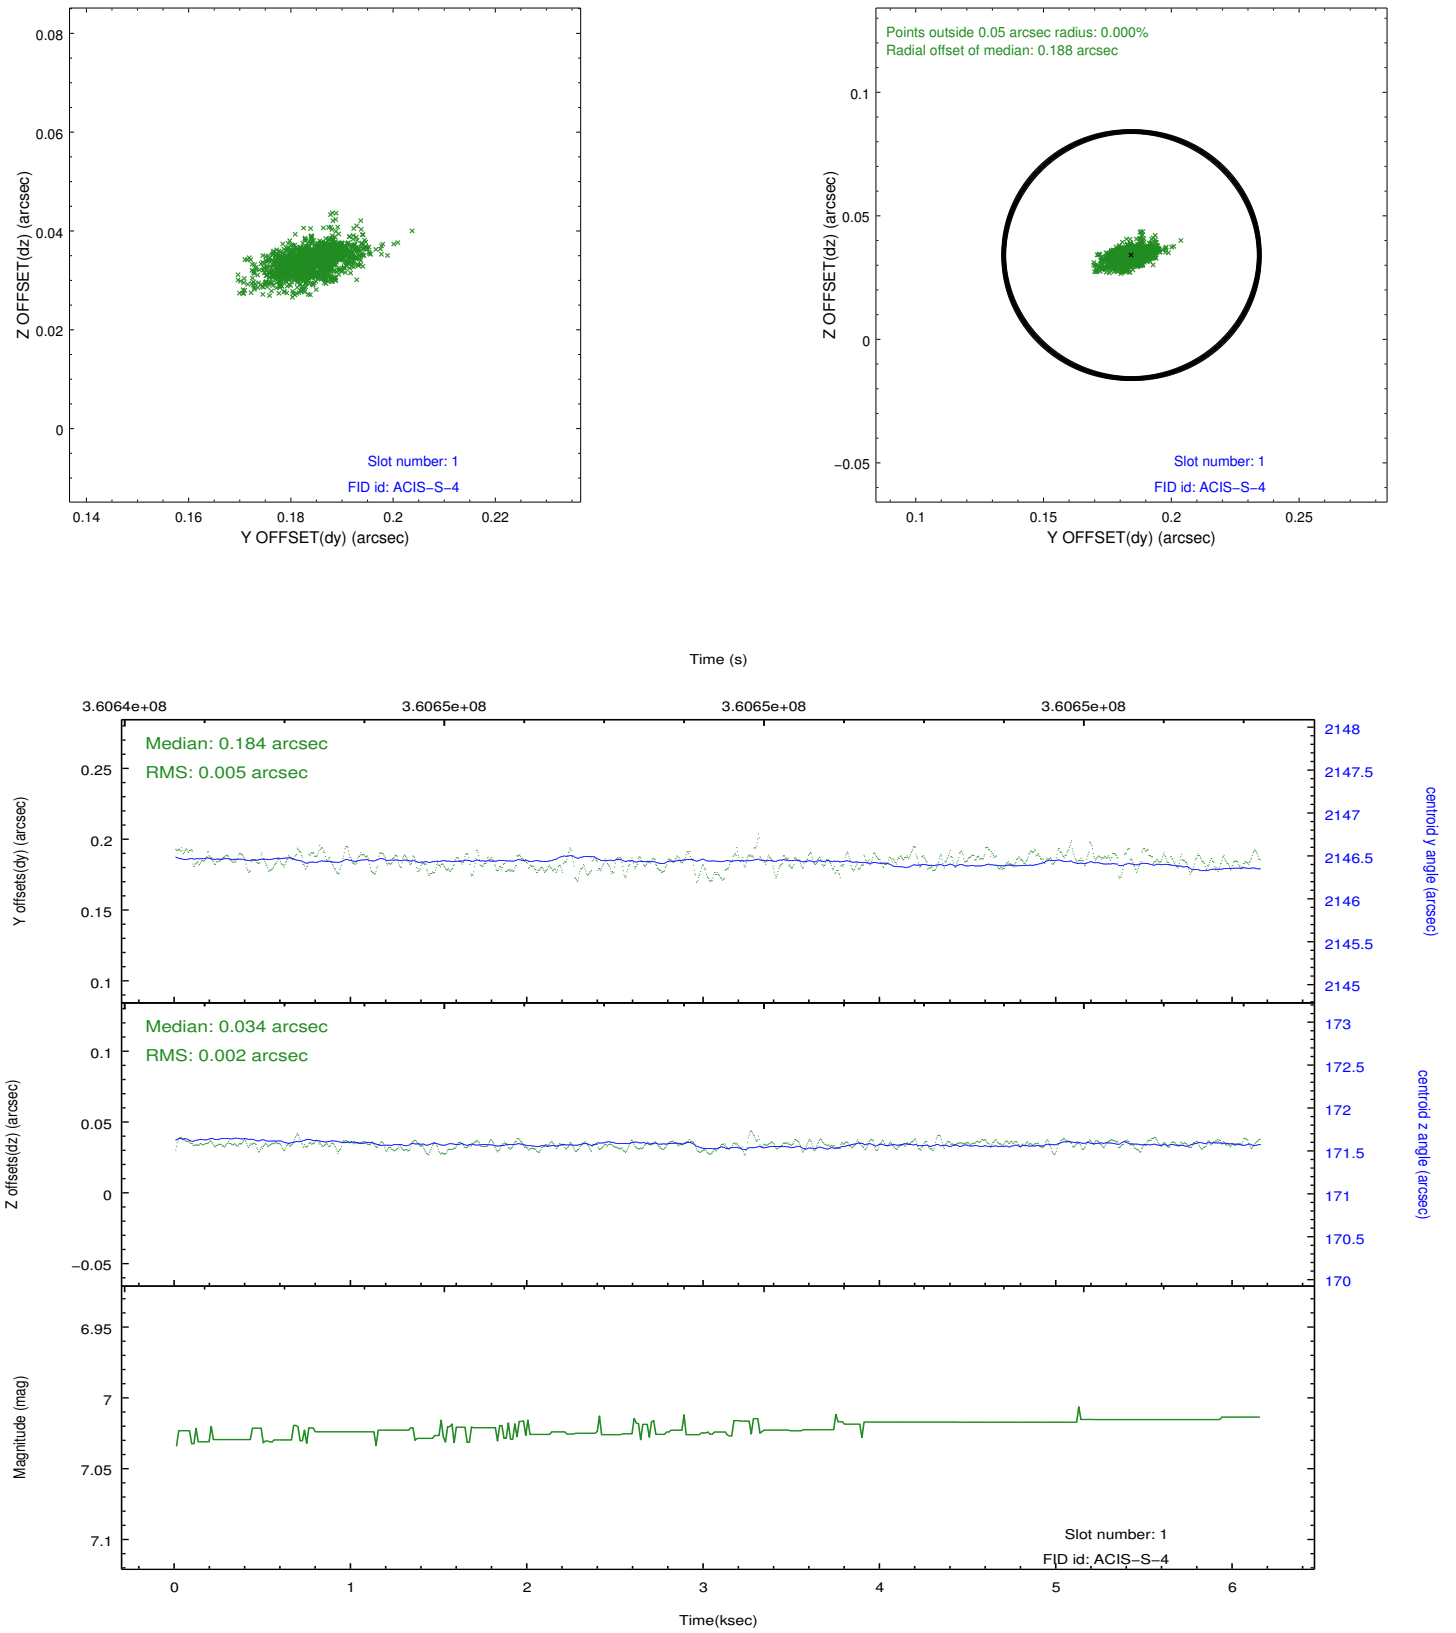 0.08
0.06
0.04
0.02
0
Z OFFSET(dz) (arcsec)
Slot number: 1
FID id: ACIS−S−4
0.14 0.16 0.18 0.2 0.22
Y OFFSET(dy) (arcsec)
Points outside 0.05 arcsec radius: 0.000%
Radial offset of median: 0.188 arcsec
0.1
0.05
0
−0.05
Z OFFSET(dz) (arcsec)
Slot number: 1
FID id: ACIS−S−4
0.1 0.15 0.2 0.25
Y OFFSET(dy) (arcsec)
Time (s)
3.6064e+08 3.6065e+08 3.6065e+08 3.6065e+08
Median: 0.184 arcsec
RMS: 0.005 arcsec
0.25
0.2
0.15
0.1
Y offsets(dy) (arcsec)
2148
2147.5
2147
2146.5
2146
2145.5
2145
centroid y angle (arcsec)
Median: 0.034 arcsec
RMS: 0.002 arcsec
0.1
0.05
0
−0.05
Z offsets(dz) (arcsec)
173
172.5
172
171.5
171
170.5
170
centroid z angle (arcsec)
6.95
7
7.05
7.1
Magnitude (mag)
Slot number: 1
FID id: ACIS−S−4
0 1 2 3 4 5 6
Time(ksec)